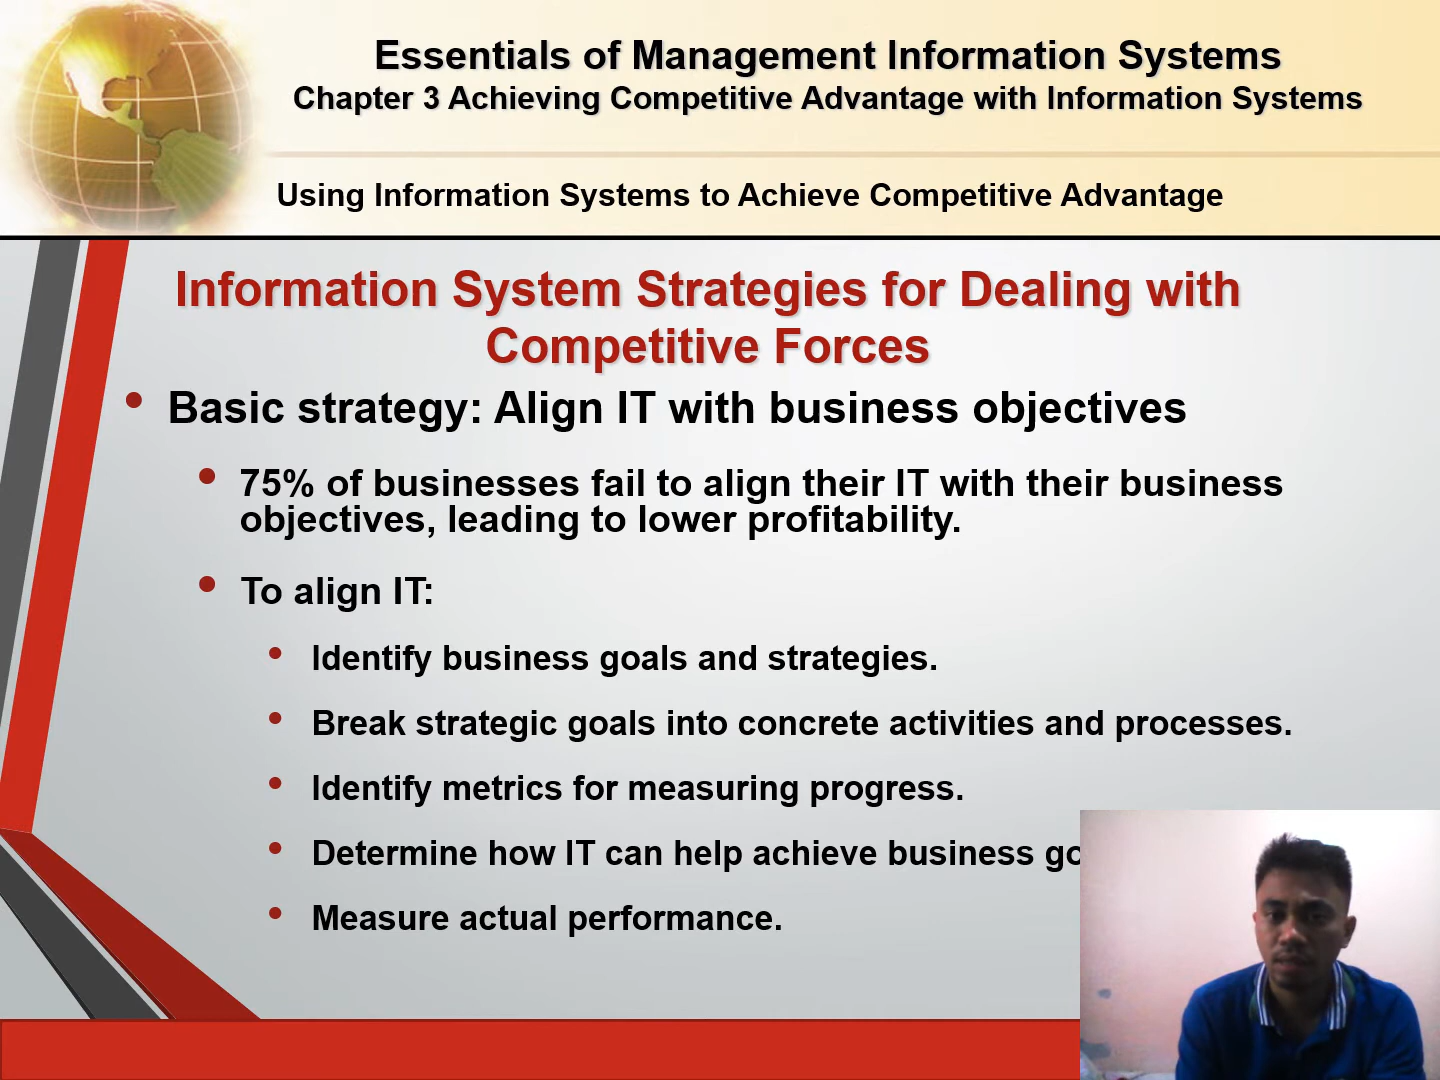 Essentials of Management Information Systems
Chapter 3 Achieving Competitive Advantage with Information Systems
Using Information Systems to Achieve Competitive Advantage
Information System Strategies for Dealing with
Competitive Forces
• Basic strategy: Align IT with business objectives
• 75% of businesses fail to align their IT with their business
objectives, leading to lower profitability.
• To align IT:
• Identify business goals and strategies.
• Break strategic goals into concrete activities and processes.
• Identify metrics for measuring progress.
• Determine how IT can help achieve business
• Measure actual performance.